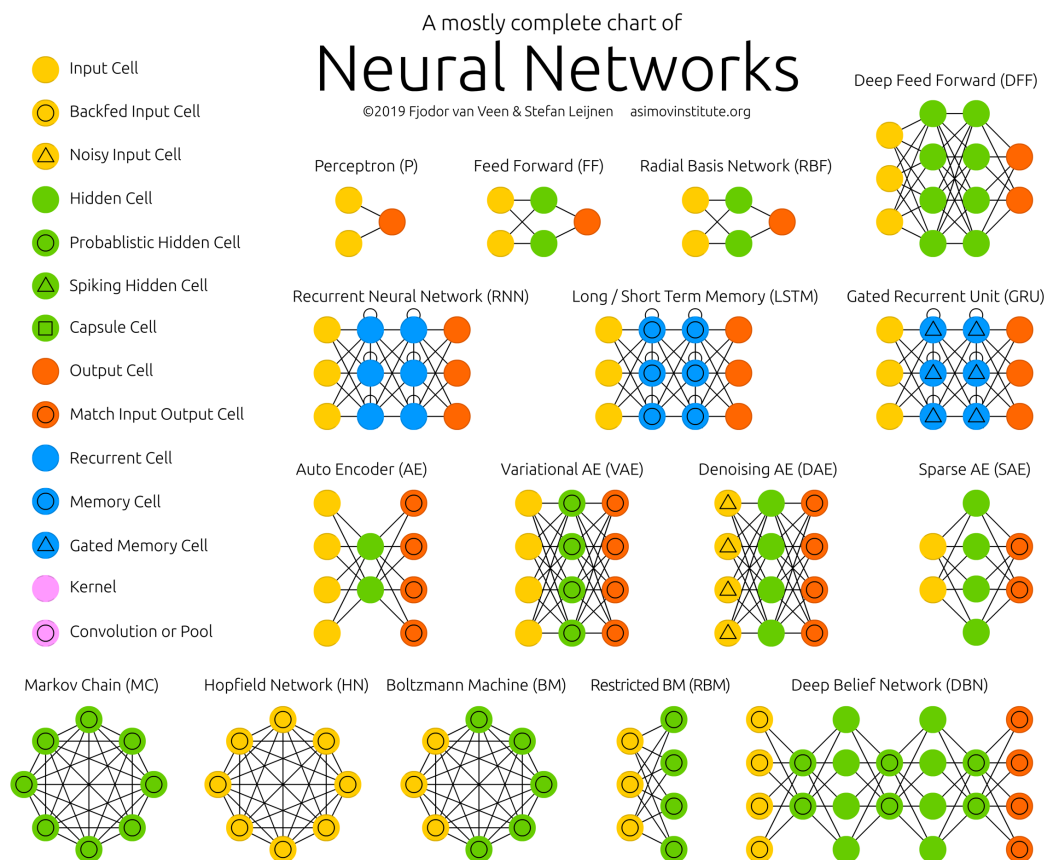 A mostly complete chart of
Neural Networks
©2019 Fjodor van Veen & Stefan Leijnen asimovinstitute.org
Input Cell
Backfed Input Cell
Noisy Input Cell
Hidden Cell
Probablistic Hidden Cell
Spiking Hidden Cell
Capsule Cell
Output Cell
Match Input Output Cell
Recurrent Cell
Memory Cell
Gated Memory Cell
Kernel
Convolution or Pool
Deep Feed Forward (DFF)
Perceptron (P)
Feed Forward (FF)
Radial Basis Network (RBF)
Recurrent Neural Network (RNN)
Long / Short Term Memory (LSTM)
Gated Recurrent Unit (GRU)
Auto Encoder (AE)
Variational AE (VAE)
Denoising AE (DAE)
Sparse AE (SAE)
Markov Chain (MC)
Hopfield Network (HN)
Boltzmann Machine (BM)
Restricted BM (RBM)
Deep Belief Network (DBN)